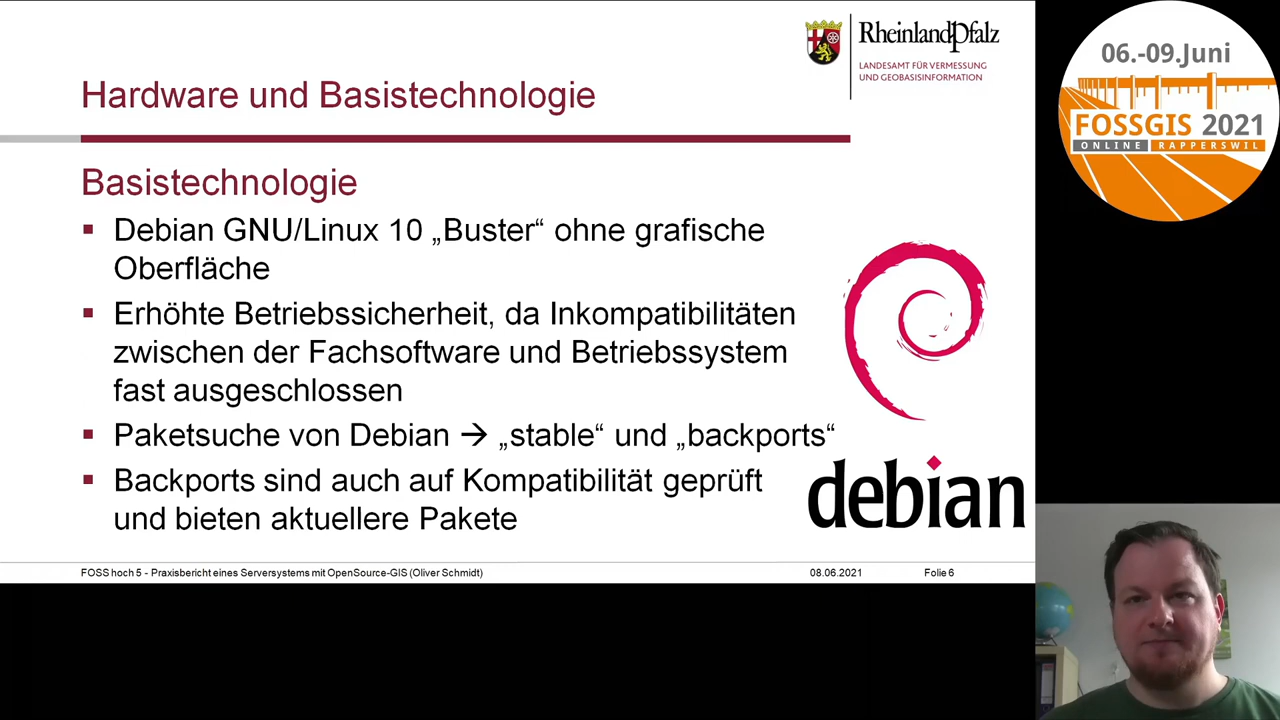 RheinlandPfalz
LANDESAMT FÜR VERMESSUNG
UND GEOBASISINFORMATION
06.-09.Juni
FOSSGIS 2021
ONLINE RAPPERSWIL
Hardware und Basistechnologie
Basistechnologie
▪ Debian GNU/Linux 10 „Buster“ ohne grafische
Oberfläche
▪ Erhöhte Betriebssicherheit, da Inkompatibilitäten
zwischen der Fachsoftware und Betriebssystem
fast ausgeschlossen
▪ Paketsuche von Debian → „stable“ und „backports“
▪ Backports sind auch auf Kompatibilität geprüft
und bieten aktuellere Pakete
debian
FOSS hoch 5 - Praxisbericht eines Serversystems mit OpenSource-GIS (Oliver Schmidt)
08.06.2021
Folie 6